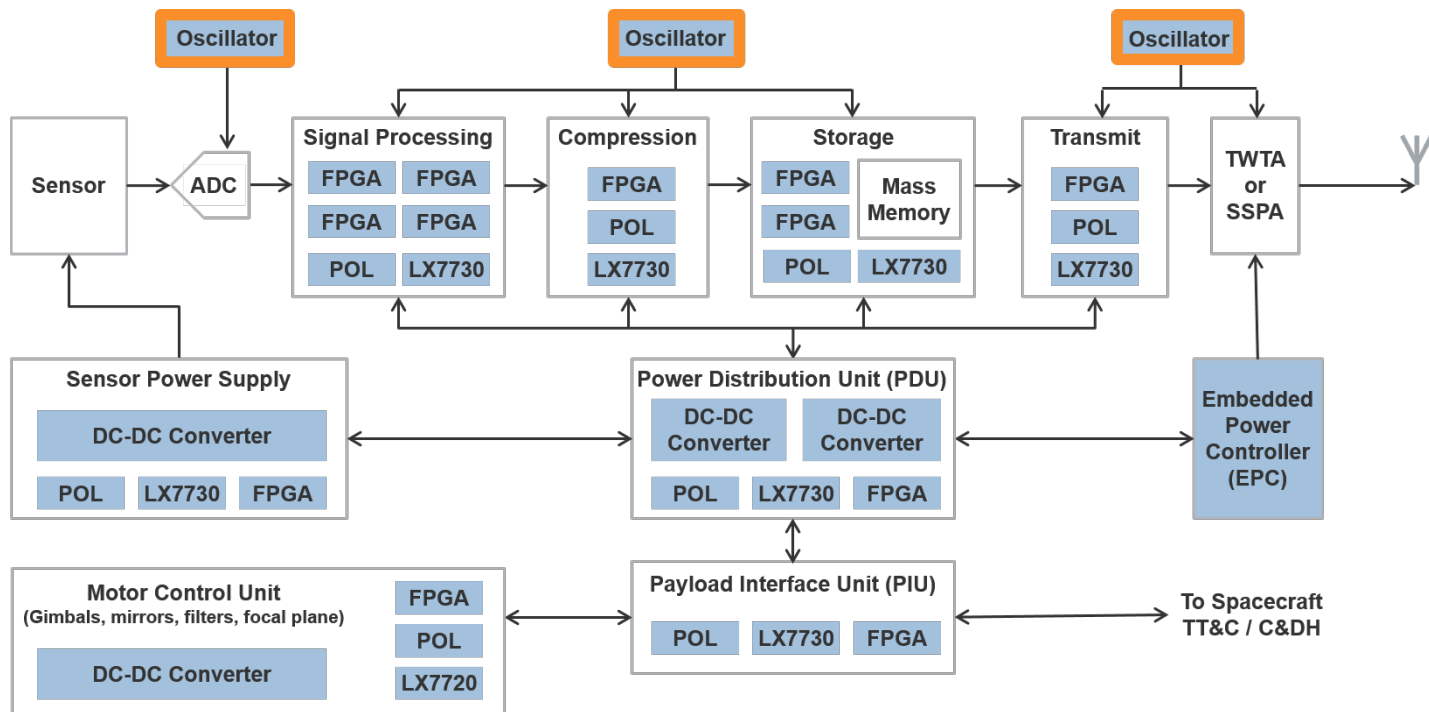 Oscillator
Oscillator
Oscillator
Sensor
ADC
Signal Processing
FPGA
FPGA
FPGA
FPGA
POL
LX7730
Compression
FPGA
POL
LX7730
Storage
FPGA
FPGA
Mass
Memory
POL
LX7730
Transmit
FPGA
POL
LX7730
TWTA
or
SSPA
Sensor Power Supply
DC-DC Converter
POL
LX7730
FPGA
Power Distribution Unit (PDU)
DC-DC
Converter
DC-DC
Converter
POL
LX7730
FPGA
Embedded
Power
Controller
(EPC)
Motor Control Unit
(Gimbals, mirrors, filters, focal plane)
DC-DC Converter
FPGA
POL
LX7720
Payload Interface Unit (PIU)
POL
LX7730
FPGA
To Spacecraft
TT&C / C&DH